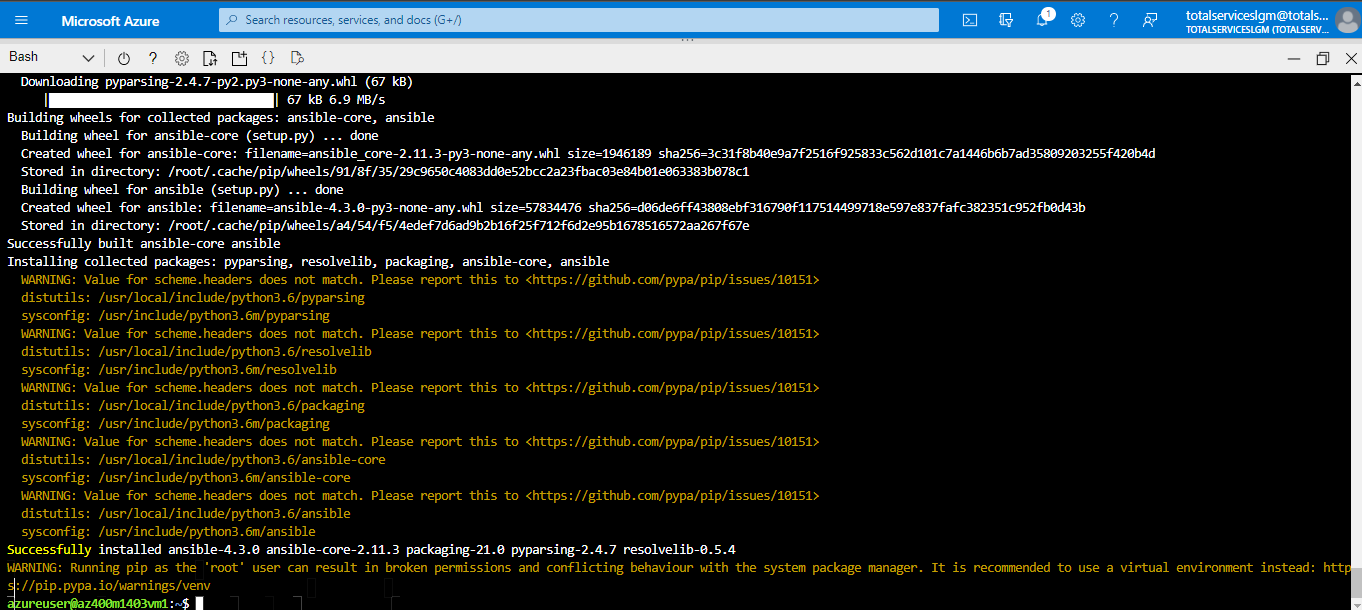 Microsoft Azure
Search resources, services, and docs (G+/)
1
totalserviceslgm@totals...
TOTALSERVICESLGM (TOTALSERV...
Bash
Downloading pyparsing-2.4.7-py2.py3-none-any.whl (67 kB)
| 67 kB 6.9 MB/s
Building wheels for collected packages: ansible-core, ansible
Building wheel for ansible-core (setup.py) ... done
Created wheel for ansible-core: filename=ansible_core-2.11.3-py3-none-any.whl size=1946189 sha256=3c31f8b40e9a7f2516f925833c562d101c7a1446b6b7ad35809203255f420b4d
Stored in directory: /root/.cache/pip/wheels/91/8f/35/29c9650c4083dd0e52bcc2a23fbac03e84b01e063383b078c1
Building wheel for ansible (setup.py) ... done
Created wheel for ansible: filename=ansible-4.3.0-py3-none-any.whl size=57834476 sha256=d06de6ff43808ebf316790f117514499718e597e837fafc382351c952fb0d43b
Stored in directory: /root/.cache/pip/wheels/a4/54/f5/4edef7d6ad9b2b16f25f712f6d2e95b1678516572aa267f67e
Successfully built ansible-core ansible
Installing collected packages: pyparsing, resolvelib, packaging, ansible-core, ansible
WARNING: Value for scheme.headers does not match. Please report this to <https://github.com/pypa/pip/issues/10151>
distutils: /usr/local/include/python3.6/pyparsing
sysconfig: /usr/include/python3.6m/pyparsing
WARNING: Value for scheme.headers does not match. Please report this to <https://github.com/pypa/pip/issues/10151>
distutils: /usr/local/include/python3.6/resolvelib
sysconfig: /usr/include/python3.6m/resolvelib
WARNING: Value for scheme.headers does not match. Please report this to <https://github.com/pypa/pip/issues/10151>
distutils: /usr/local/include/python3.6/packaging
sysconfig: /usr/include/python3.6m/packaging
WARNING: Value for scheme.headers does not match. Please report this to <https://github.com/pypa/pip/issues/10151>
distutils: /usr/local/include/python3.6/ansible-core
sysconfig: /usr/include/python3.6m/ansible-core
WARNING: Value for scheme.headers does not match. Please report this to <https://github.com/pypa/pip/issues/10151>
distutils: /usr/local/include/python3.6/ansible
sysconfig: /usr/include/python3.6m/ansible
Successfully installed ansible-4.3.0 ansible-core-2.11.3 packaging-21.0 pyparsing-2.4.7 resolvelib-0.5.4
WARNING: Running pip as the 'root' user can result in broken permissions and conflicting behaviour with the system package manager. It is recommended to use a virtual environment instead: http
s://pip.pypa.io/warnings/venv
azureuser@az400m1403vm1:~$